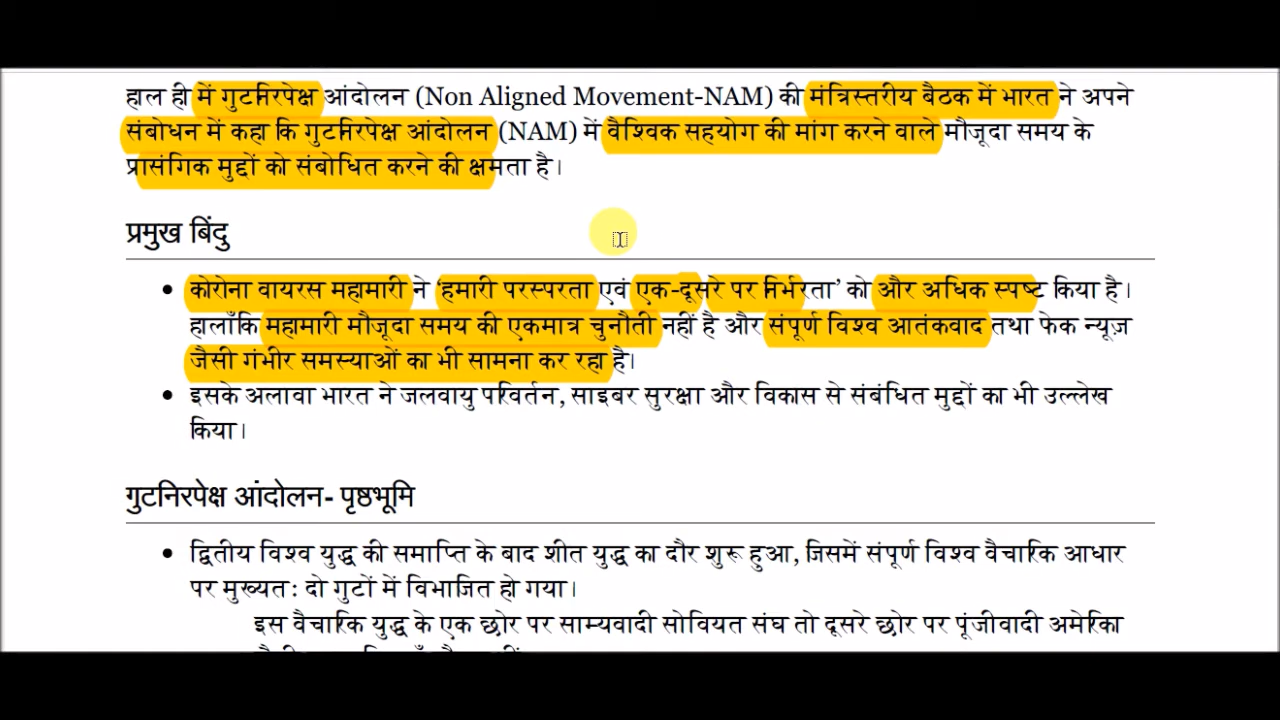 हाल ही में गुटनिरपेक्ष आंदोलन (Non Aligned Movement-NAM) की मंत्रिस्तरीय बैठक में भारत ने अपने
संबोधन में कहा कि गुटनिरपेक्ष आंदोलन (NAM) में वैश्विक सहयोग की मांग करने वाले मौजूदा समय के
प्रासंगिक मुद्दों को संबोधित करने की क्षमता है।
प्रमुख बिंदु
• कोरोना वायरस महामारी ने ‘हमारी परस्परता एवं एक-दूसरे पर निर्भरता’ को और अधिक स्पष्ट किया है।
हालाँकि महामारी मौजूदा समय की एकमात्र चुनौती नहीं है और संपूर्ण विश्व आतंकवाद तथा फेक न्यूज़
जैसी गंभीर समस्याओं का भी सामना कर रहा है।
• इसके अलावा भारत ने जलवायु परिवर्तन, साइबर सुरक्षा और विकास से संबंधित मुद्दों का भी उल्लेख
किया।
गुटनिरपेक्ष आंदोलन- पृष्ठभूमि
• द्वितीय विश्व युद्ध की समाप्ति के बाद शीत युद्ध का दौर शुरू हुआ, जिसमें संपूर्ण विश्व वैचारिक आधार
पर मुख्यतः दो गुटों में विभाजित हो गया।
इस वैचारिक युद्ध के एक छोर पर साम्यवादी सोवियत संघ तो दूसरे छोर पर पूंजीवादी अमेरिका